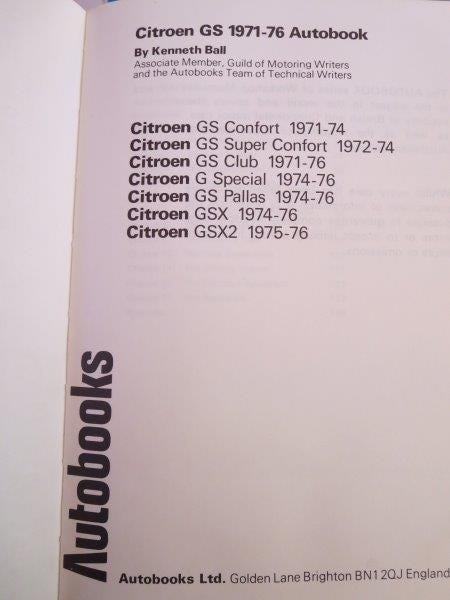 Citroen GS 1971-76 Autobook
By Kenneth Ball
Associate Member, Guild of Motoring Writers
and the Autobooks Team of Technical Writers
Citroen GS Confort 1971-74
Citroen GS Super Confort 1972-74
Citroen GS Club 1971-76
Citroen G Special 1974-76
Citroen GS Pallas 1974-76
Citroen GSX 1974-76
Citroen GSX2 1975-76
Autobooks
Autobooks Ltd. Golden Lane Brighton BN1 2QJ England